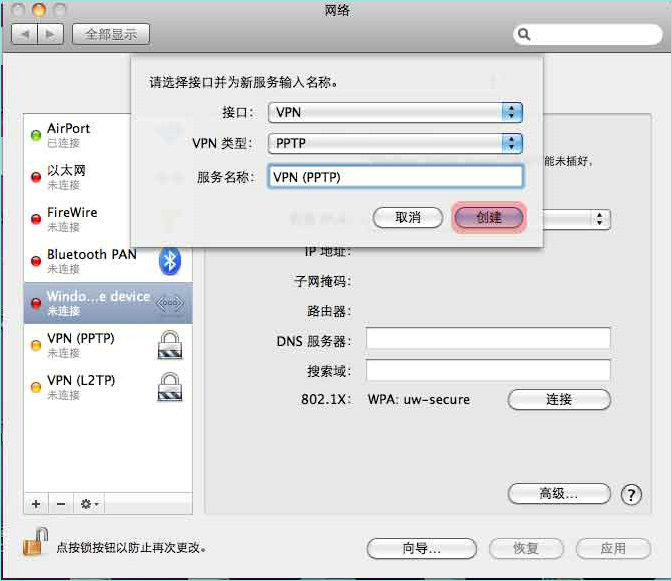 网络
全部显示
请选择接口并为新服务输入名称。
接口：
VPN
VPN 类型：
PPTP
服务名称：
VPN (PPTP)
取消
创建
AirPort
已连接
以太网
未连接
FireWire
未连接
Bluetooth PAN
未连接
Windo...e device
未连接
VPN (PPTP)
未连接
VPN (L2TP)
未连接
能未插好，
IP 地址：
子网掩码：
路由器：
DNS 服务器：
搜索域：
802.1X：
WPA: uw-secure
连接
高级...
?
点按锁按钮以防止再次更改。
向导...
恢复
应用